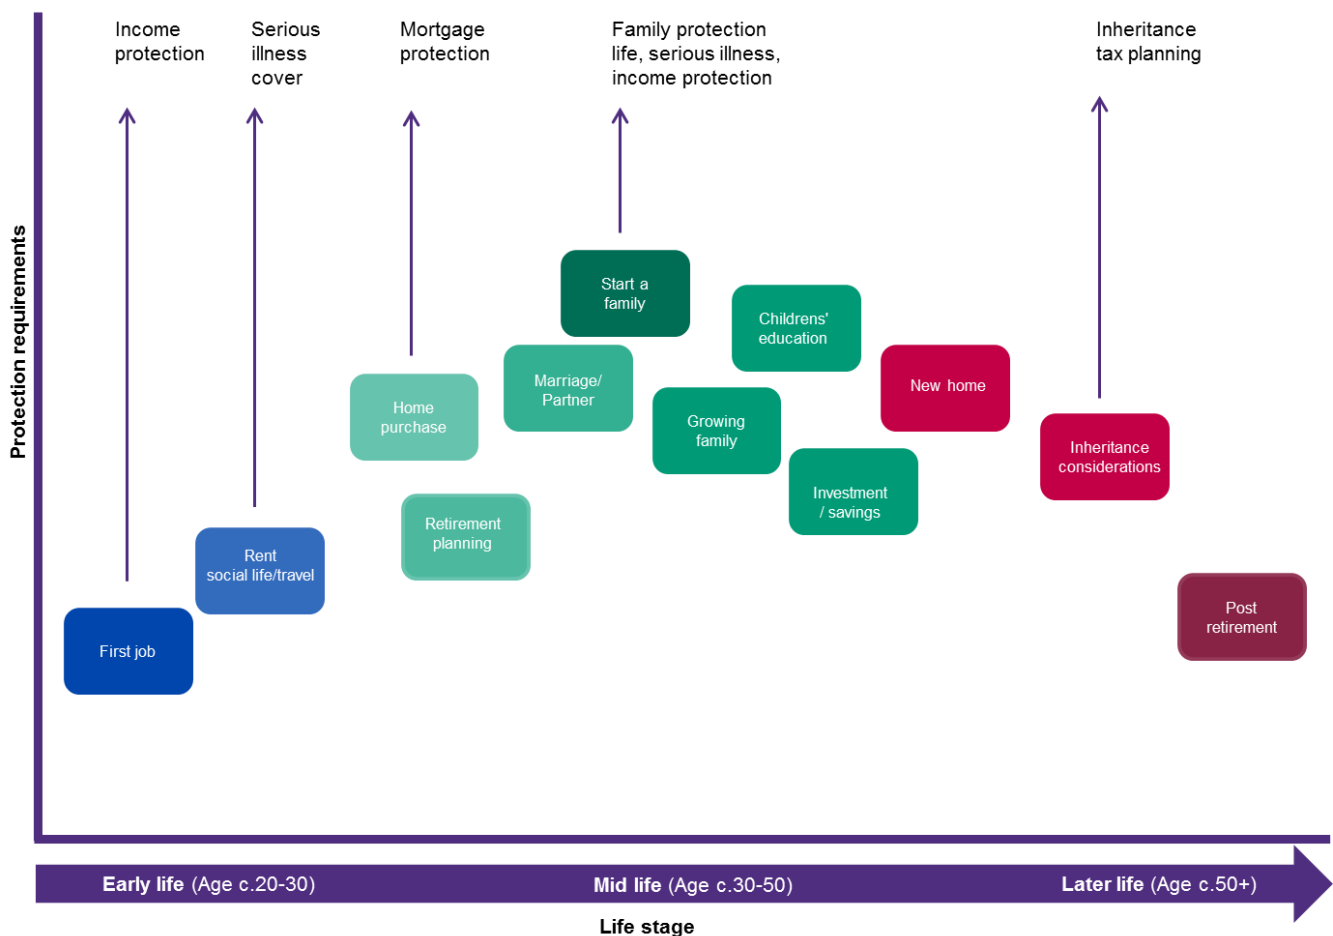 Income
protection
Serious
illness
cover
Mortgage
protection
Family protection
life, serious illness,
income protection
Inheritance
tax planning
Protection requirements
Start a
family
Childrens'
education
Marriage/
Partner
New home
Home
purchase
Growing
family
Inheritance
considerations
Investment
/ savings
Retirement
planning
Rent
social life/travel
Post
retirement
First job
Early life (Age c.20-30)
Mid life (Age c.30-50)
Later life (Age c.50+)
Life stage